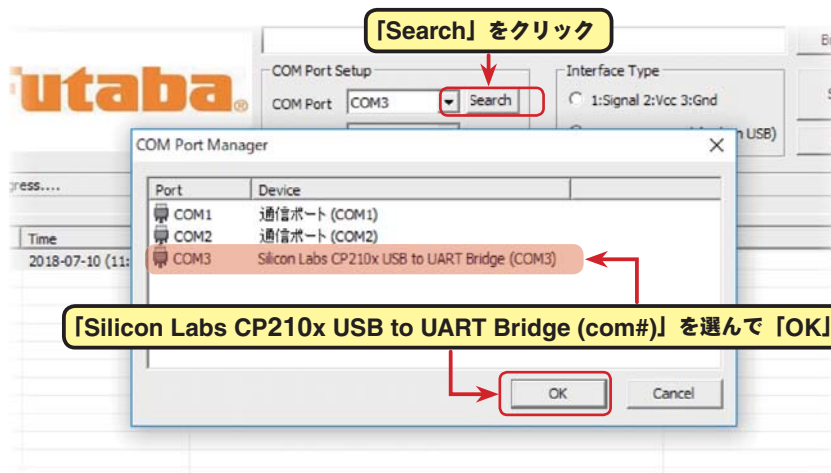 「Search」をクリック
Futaba®
COM Port Setup
COM Port COM3 Search
Interface Type
1:Signal 2:Vcc 3:Gnd
USB)
COM Port Manager
ress....
Port Device
COM1 通信ポート (COM1)
COM2 通信ポート (COM2)
Time
2018-07-10 (11:
COM3 Silicon Labs CP210x USB to UART Bridge (COM3)
「Silicon Labs CP210x USB to UART Bridge (com#)」を選んで「OK」
OK Cancel